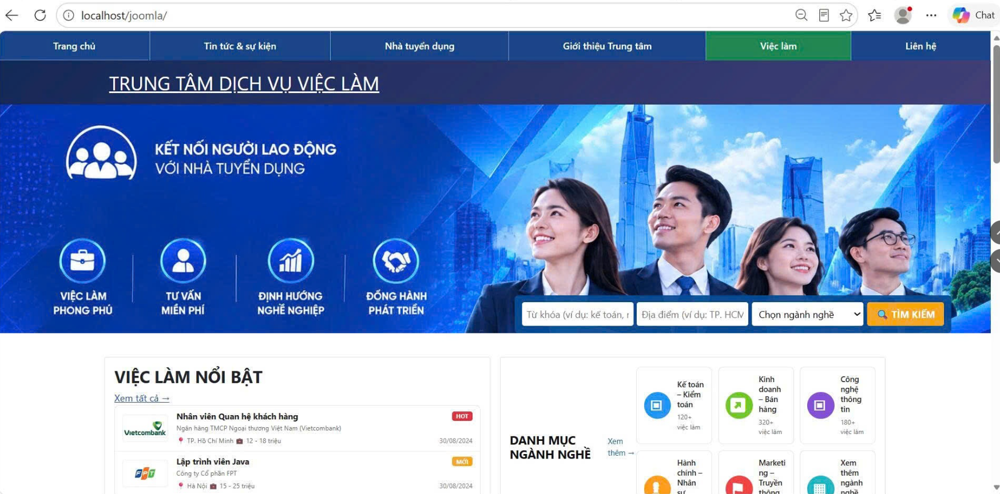 localhost/joomla/
Chat
Trang chủ
Tin tức & sự kiện
Nhà tuyển dụng
Giới thiệu Trung tâm
Việc làm
Liên hệ
TRUNG TÂM DỊCH VỤ VIỆC LÀM
KẾT NỐI NGƯỜI LAO ĐỘNG
VỚI NHÀ TUYỂN DỤNG
VIỆC LÀM
PHONG PHÚ
TƯ VẤN
MIỄN PHÍ
ĐỊNH HƯỚNG
NGHỀ NGHIỆP
ĐỒNG HÀNH
PHÁT TRIỂN
Từ khóa (ví dụ: kế toán, r
Địa điểm (ví dụ: TP. HCM
Chọn ngành nghề
TÌM KIẾM
VIỆC LÀM NỔI BẬT
Xem tất cả →
Vietcombank
Nhân viên Quan hệ khách hàng
HOT
Ngân hàng TMCP Ngoại thương Việt Nam (Vietcombank)
TP. Hồ Chí Minh 12 - 18 triệu
30/08/2024
FPT
Lập trình viên Java
MỚI
Công ty Cổ phần FPT
Hà Nội 15 - 25 triệu
30/08/2024
DANH MỤC
NGÀNH NGHỀ
Xem
thêm →
Kế toán
– Kiểm
toán
120+
việc làm
Kinh
doanh
– Bán
hàng
320+
việc làm
Công
nghệ
thông
tin
180+
việc làm
Hành
chính –
Nhân
sự
Marketi
ng –
Truyền
thông
Xem
thêm
ngành
nghề